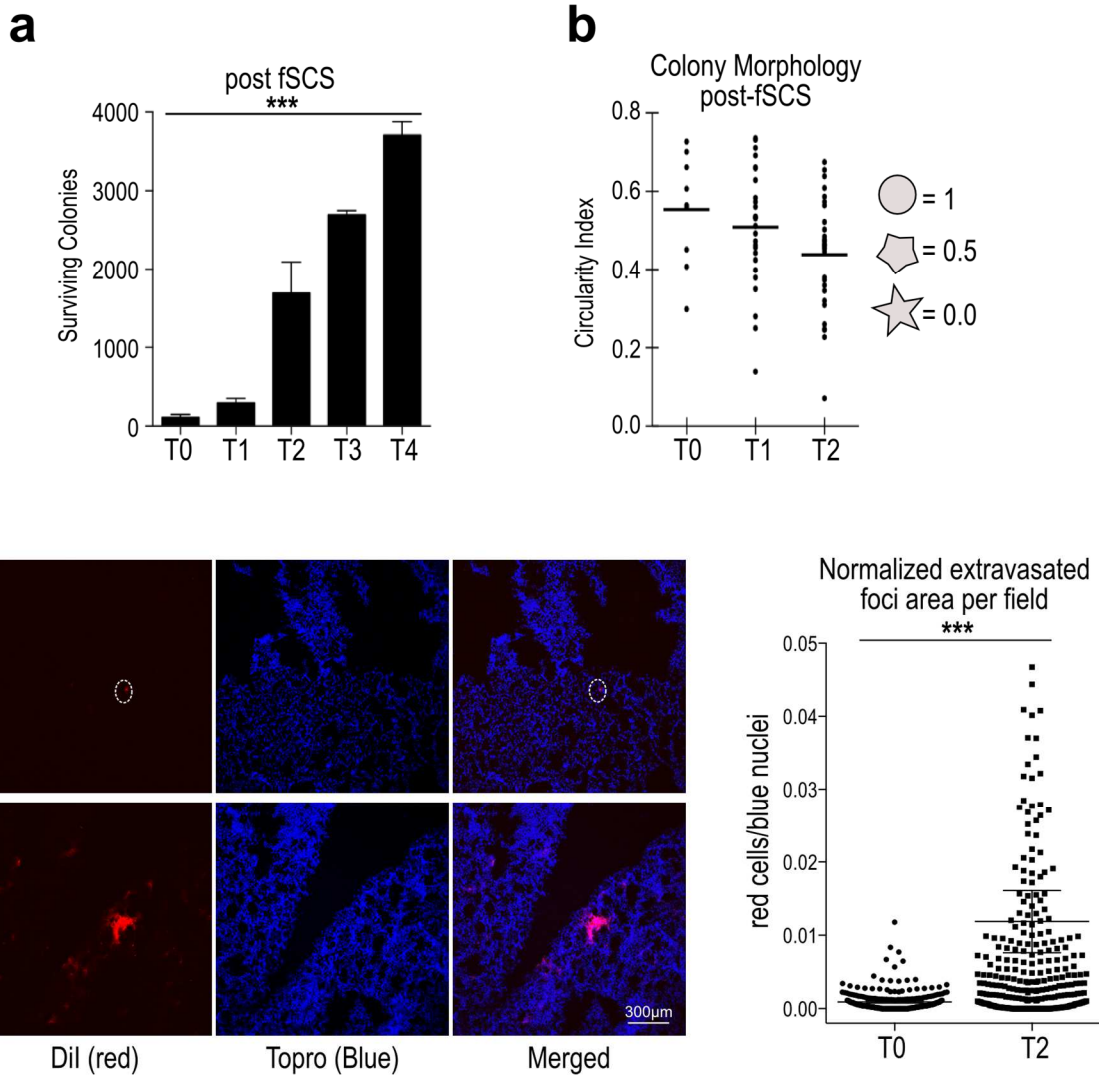 a
post fSCS
***
Surviving Colonies
4000
3000
2000
1000
0
T0 T1 T2 T3 T4
b
Colony Morphology
post-fSCS
Circularity Index
0.8
0.6
0.4
0.2
0.0
T0 T1 T2
= 1
= 0.5
= 0.0
300µm
DiI (red) Topro (Blue) Merged
Normalized extravasated
foci area per field
***
red cells/blue nuclei
0.05
0.04
0.03
0.02
0.01
0.00
T0 T2